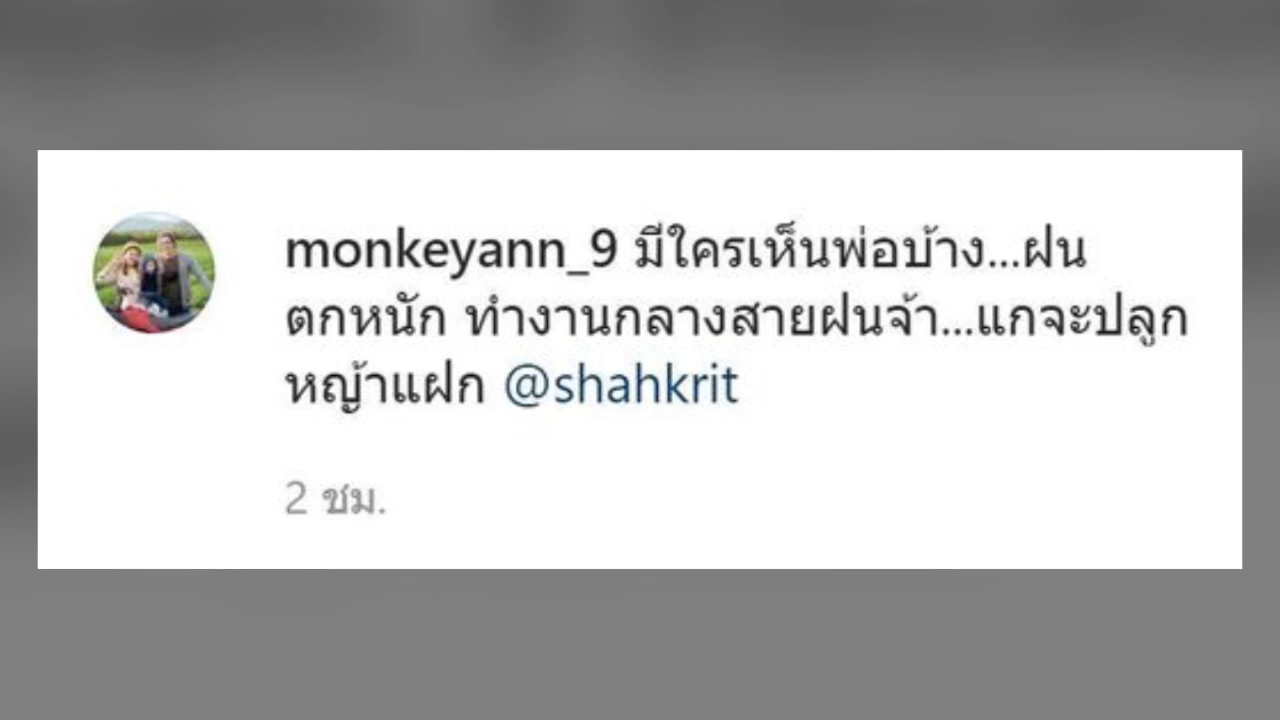 monkeyann_9 มีใครเห็นพ่อบ้าง...ฝน
ตกหนัก ทำงานกลางสายฝนจ้า...แกจะปลูก
หญ้าแฝก @shahkrit
2 ชม.